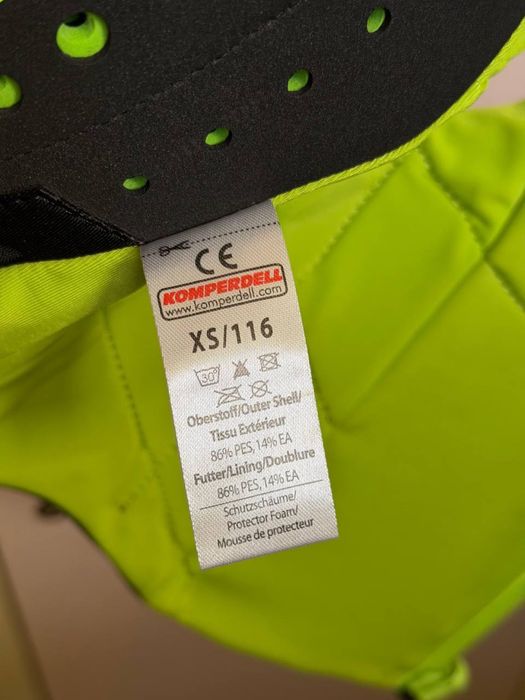 CE
KOMPERDELL
www.komperdell.com
XS/116
30°
Oberstoff/Outer Shell/
Tissu Extérieur
86% PES, 14% EA
Futter/Lining/Doublure
86% PES, 14% EA
Schutzschäume/
Protector Foam/
Mousse de protecteur